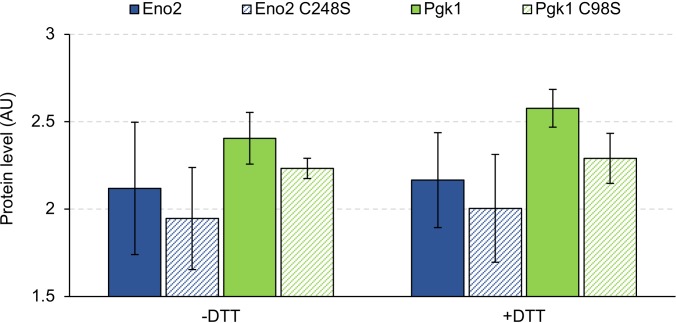 Eno2 Eno2 C248S Pgk1 Pgk1 C98S
Protein level (AU)
3
2.5
2
1.5
-DTT +DTT